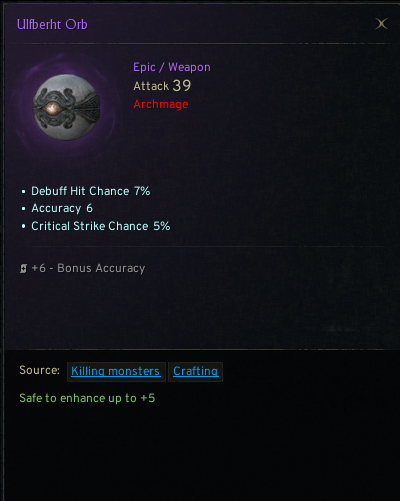 Ulfberht Orb
Epic / Weapon
Attack 39
Archmage
• Debuff Hit Chance 7%
• Accuracy 6
• Critical Strike Chance 5%
+6 - Bonus Accuracy
Source: Killing monsters Crafting
Safe to enhance up to +5